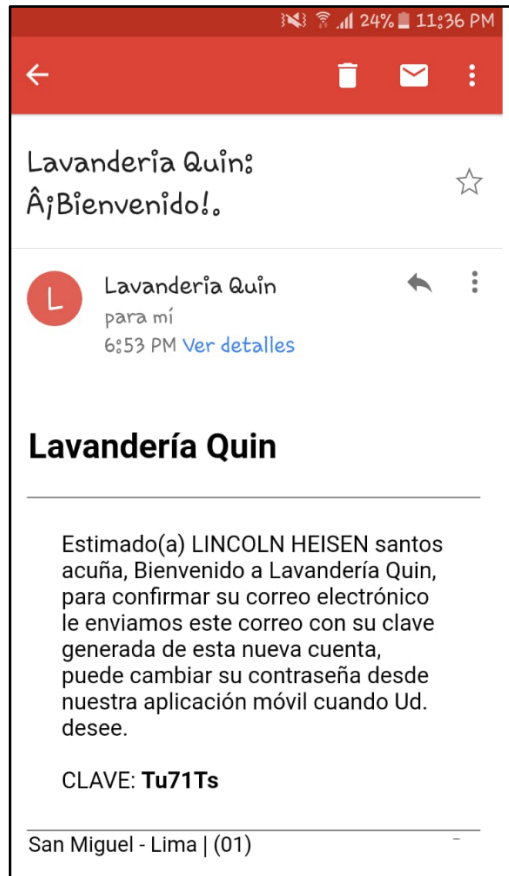 24% 11:36 PM
Lavanderia Quin:
Â¡Bienvenido!.
L
Lavanderia Quin
para mí
6:53 PM Ver detalles
Lavandería Quin
Estimado(a) LINCOLN HEISEN santos
acuña, Bienvenido a Lavandería Quin,
para confirmar su correo electrónico
le enviamos este correo con su clave
generada de esta nueva cuenta,
puede cambiar su contraseña desde
nuestra aplicación móvil cuando Ud.
desee.
CLAVE: Tu71Ts
San Miguel - Lima | (01)